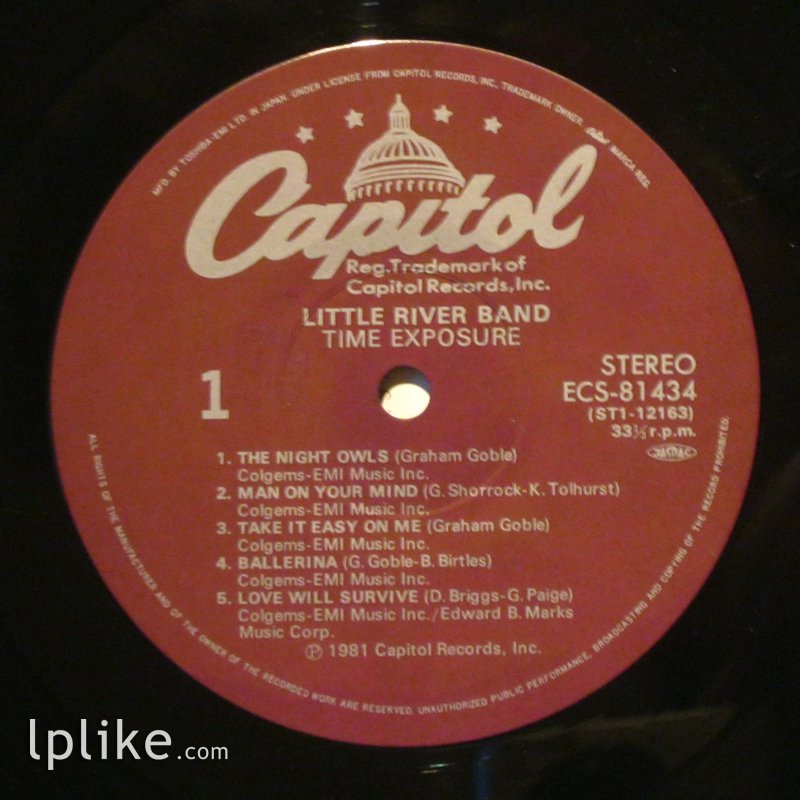 MFD. BY TOSHIBA EMI LTD. IN JAPAN. UNDER LICENSE FROM CAPITOL RECORDS, INC., TRADEMARK OWNER. Capitol MARCA REG.
Capitol
Reg. Trademark of
Capitol Records, Inc.
LITTLE RIVER BAND
TIME EXPOSURE
1
STEREO
ECS-81434
(ST1-12163)
33⅓ r.p.m.
JASRAC
1. THE NIGHT OWLS (Graham Goble)
Colgems-EMI Music Inc.
2. MAN ON YOUR MIND (G. Shorrock-K. Tolhurst)
Colgems-EMI Music Inc.
3. TAKE IT EASY ON ME (Graham Goble)
Colgems-EMI Music Inc.
4. BALLERINA (G. Goble-B. Birtles)
Colgems-EMI Music Inc.
5. LOVE WILL SURVIVE (D. Briggs-G. Paige)
Colgems-EMI Music Inc./Edward B. Marks
Music Corp.
℗ 1981 Capitol Records, Inc.
ALL RIGHTS OF THE MANUFACTURER AND OF THE OWNER OF THE RECORDED WORK ARE RESERVED. UNAUTHORIZED PUBLIC PERFORMANCE, BROADCASTING AND COPYING OF THE RECORD PROHIBITED.
lplike.com